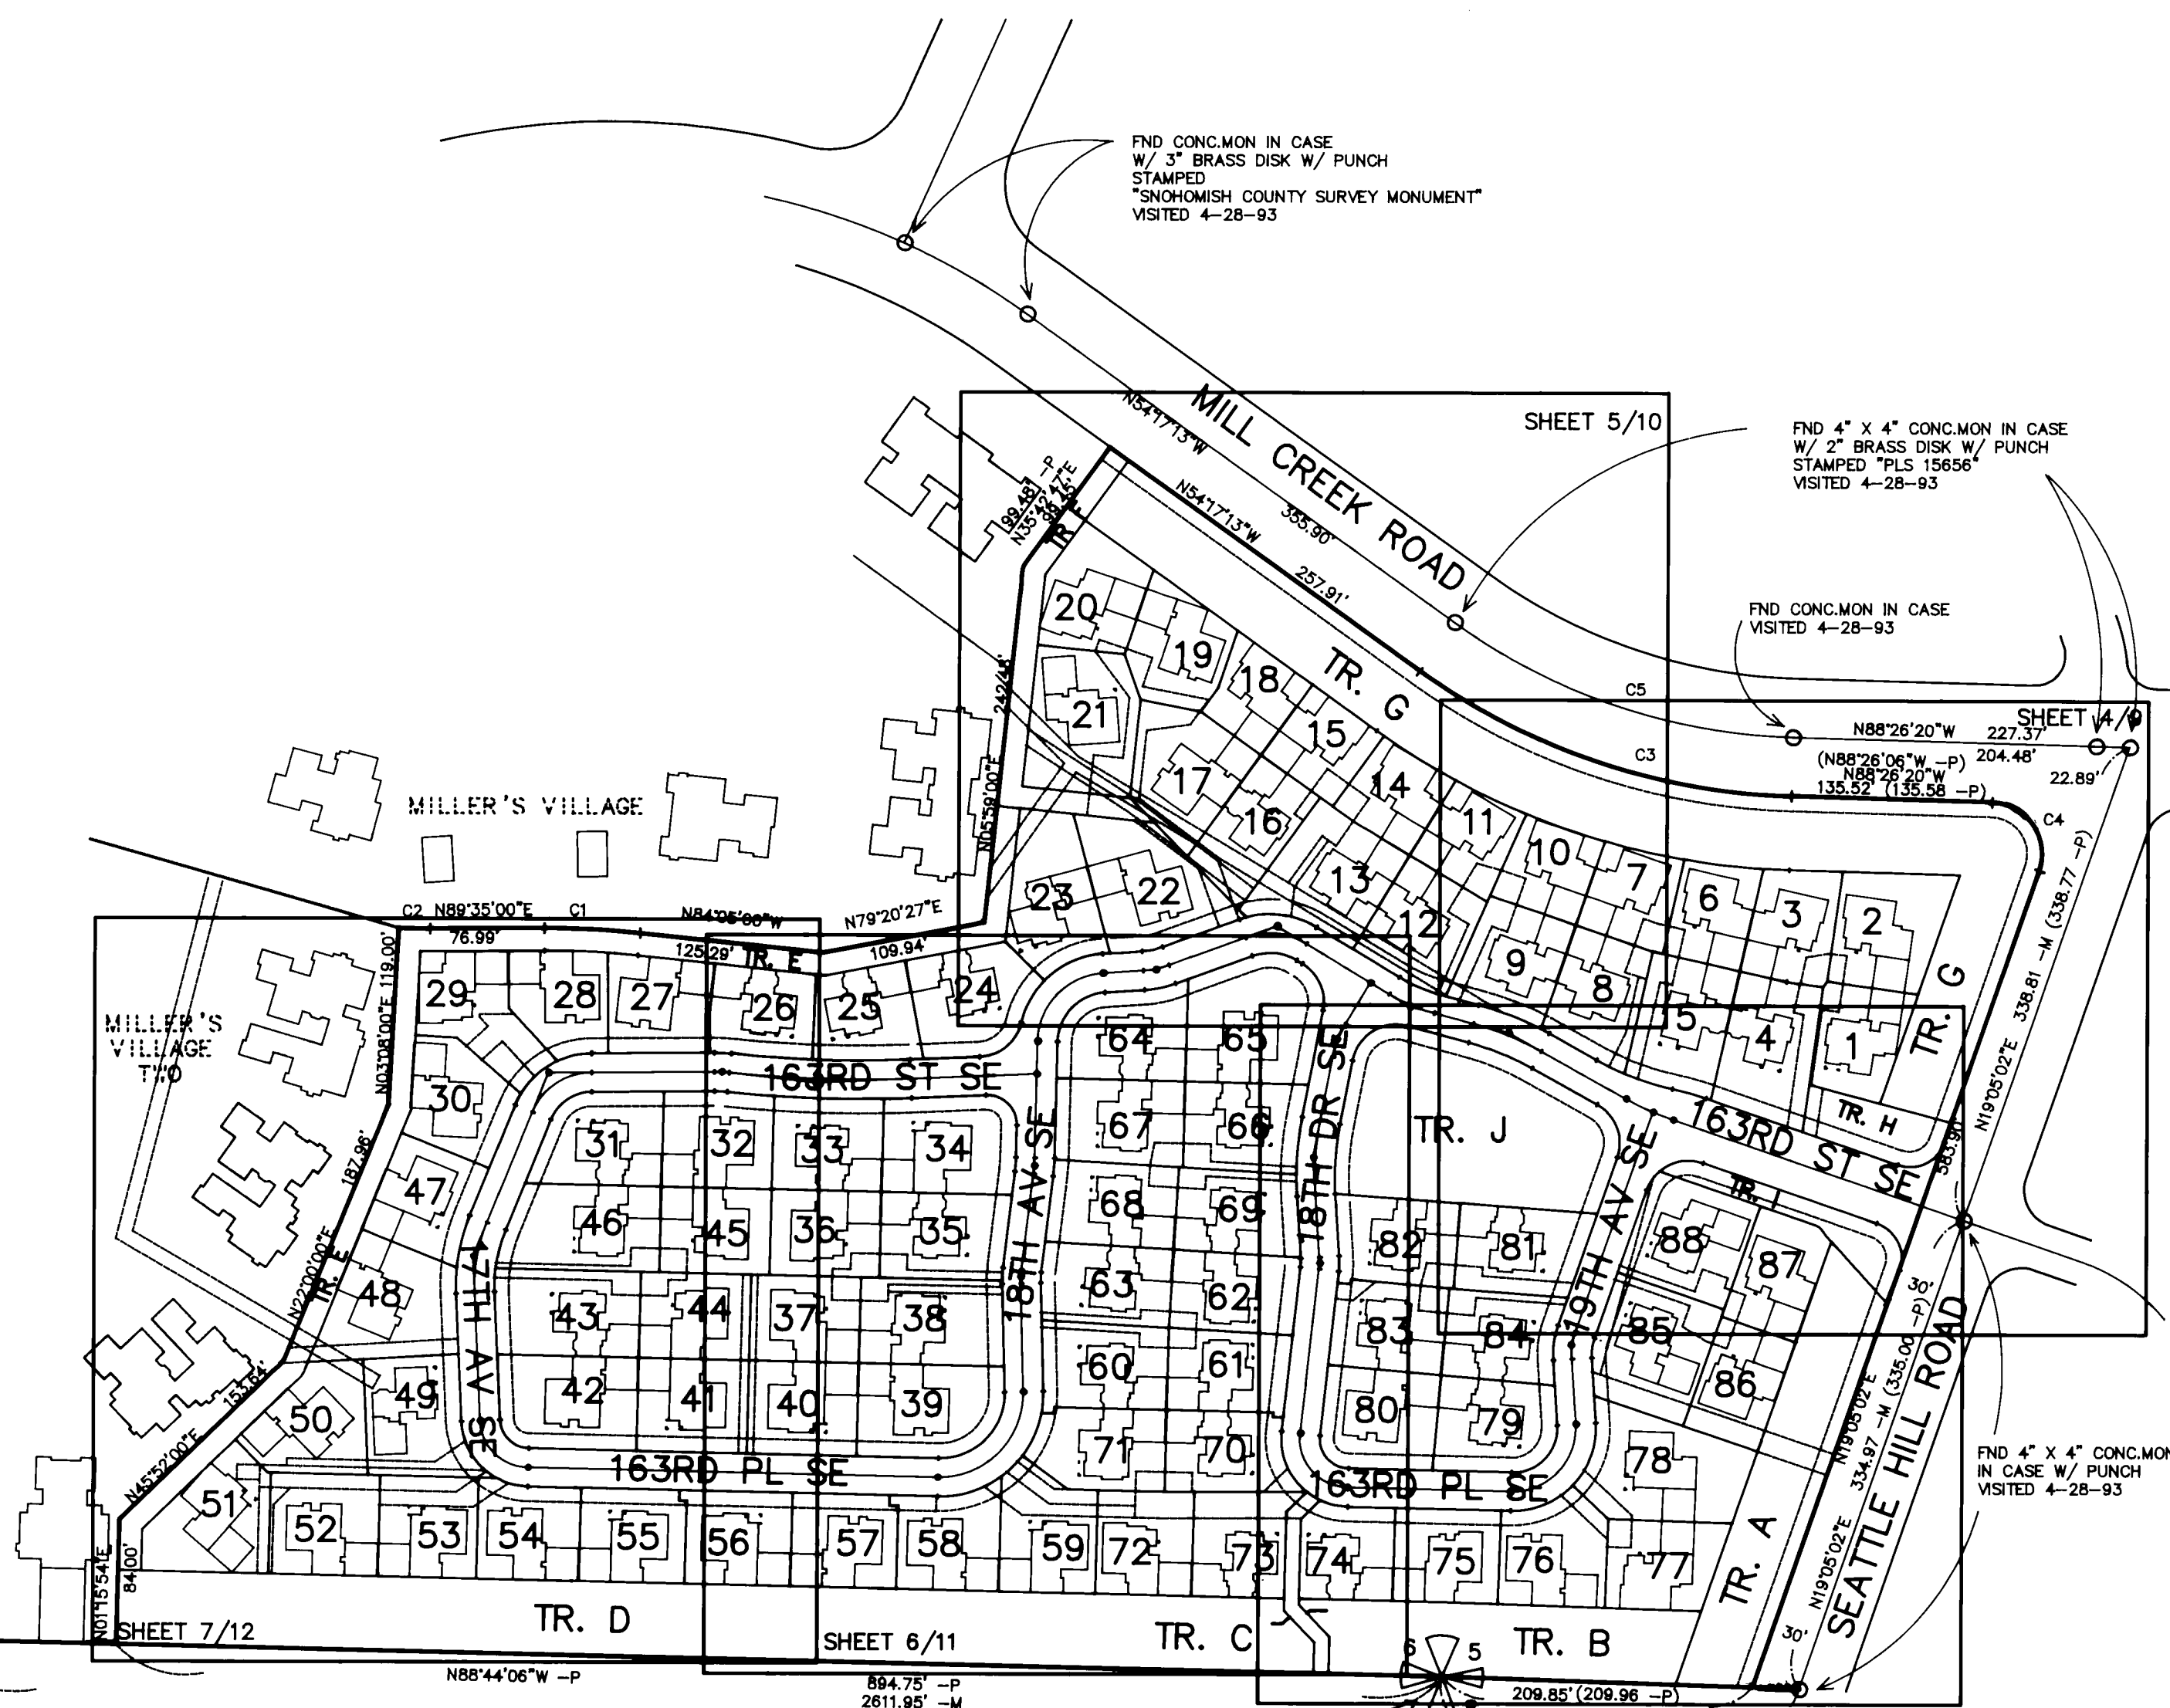 FND CONC.MON IN CASE
W/ 3" BRASS DISK W/ PUNCH
STAMPED
"SNOHOMISH COUNTY SURVEY MONUMENT"
VISITED 4-28-93
SHEET 5/10
MILL CREEK ROAD
N54°17'13"W
355.90'
N54°17'13"W
257.91'
FND 4" X 4" CONC.MON IN CASE
W/ 2" BRASS DISK W/ PUNCH
STAMPED "PLS 15656"
VISITED 4-28-93
FND CONC.MON IN CASE
VISITED 4-28-93
99.48' -P
N35°42'47"E
TR.
20
19
18
TR. G
21
15
17
14
16
11
13
10
7
12
22
23
9
8
6
3
2
5
4
1
C5
C3
SHEET 4/9
N88°26'20"W 227.37'
(N88°26'06"W -P) 204.48'
N88°26'20"W
135.52' (135.58 -P)
22.89'
C4
242.48'
N05°59'00"E
MILLER'S VILLAGE
C2 N89°35'00"E C1
76.99'
N84°05'00"W
125.29' TR. E
N79°20'27"E
109.94'
N03°08'00"E 119.00'
MILLER'S
VILLAGE
TWO
29
28
27
26
25
24
30
163RD ST SE
64
65
31
32
33
34
67
66
TR. J
TR. G
TR. H
163RD ST SE
N19°05'02"E 338.81 -M (338.77 -P)
583.90'
187.96'
N22°00'00"E
TR. E
47
46
45
36
35
68
69
82
81
88
87
TR. I
17TH AV SE
18TH AV SE
18TH DR SE
19TH AV SE
48
43
44
37
38
63
62
83
84
85
86
30'
49
50
42
41
40
39
60
61
80
79
153.64'
N45°52'00"E
51
163RD PL SE
71
70
163RD PL SE
78
N19°05'02"E
N19°05'02"E 334.97 -M (335.00 -P)
SEATTLE HILL ROAD
FND 4" X 4" CONC.MON
IN CASE W/ PUNCH
VISITED 4-28-93
52
53
54
55
56
57
58
59
72
73
74
75
76
77
TR. A
N01°15'54"E
84.00'
SHEET 7/12
TR. D
SHEET 6/11
TR. C
TR. B
30'
6
5
N88°44'06"W -P
894.75' -P
2611.95' -M
209.85' (209.96 -P)